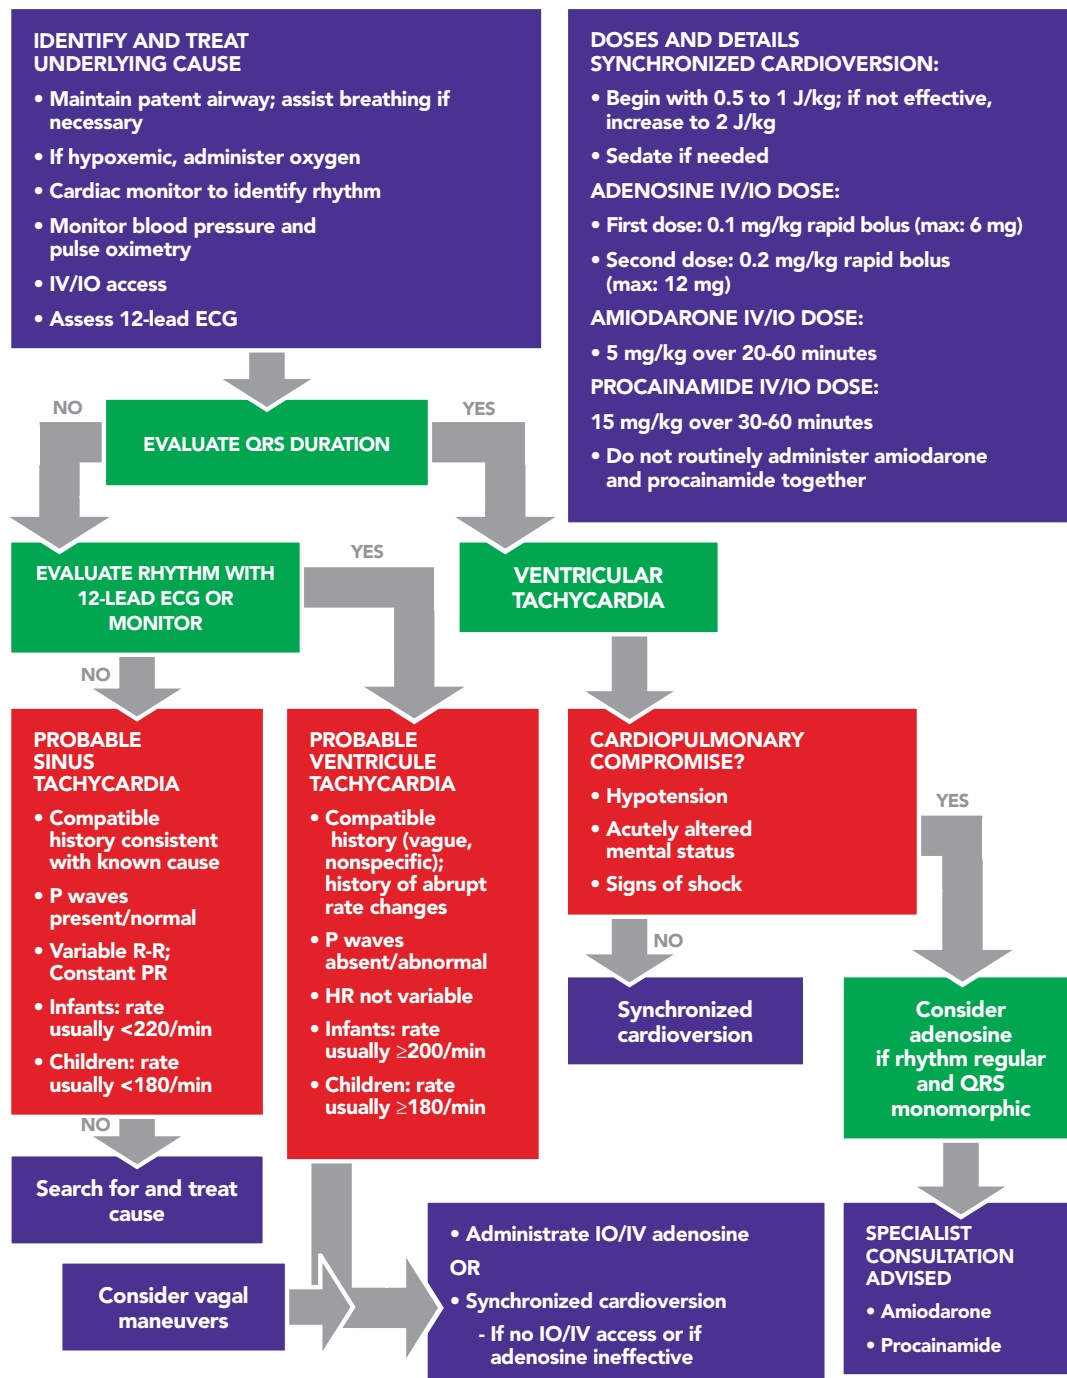 IDENTIFY AND TREAT
UNDERLYING CAUSE
• Maintain patent airway; assist breathing if
necessary
• If hypoxemic, administer oxygen
• Cardiac monitor to identify rhythm
• Monitor blood pressure and
pulse oximetry
• IV/IO access
• Assess 12-lead ECG
DOSES AND DETAILS
SYNCHRONIZED CARDIOVERSION:
• Begin with 0.5 to 1 J/kg; if not effective,
increase to 2 J/kg
• Sedate if needed
ADENOSINE IV/IO DOSE:
• First dose: 0.1 mg/kg rapid bolus (max: 6 mg)
• Second dose: 0.2 mg/kg rapid bolus
(max: 12 mg)
AMIODARONE IV/IO DOSE:
• 5 mg/kg over 20-60 minutes
PROCAINAMIDE IV/IO DOSE:
15 mg/kg over 30-60 minutes
• Do not routinely administer amiodarone
and procainamide together
NO
EVALUATE QRS DURATION
YES
EVALUATE RHYTHM WITH
12-LEAD ECG OR
MONITOR
YES
VENTRICULAR
TACHYCARDIA
NO
PROBABLE
SINUS
TACHYCARDIA
• Compatible
history consistent
with known cause
• P waves
present/normal
• Variable R-R;
Constant PR
• Infants: rate
usually <220/min
• Children: rate
usually <180/min
PROBABLE
VENTRICULE
TACHYCARDIA
• Compatible
history (vague,
nonspecific);
history of abrupt
rate changes
• P waves
absent/abnormal
• HR not variable
• Infants: rate
usually ≥200/min
• Children: rate
usually ≥180/min
CARDIOPULMONARY
COMPROMISE?
• Hypotension
• Acutely altered
mental status
• Signs of shock
YES
NO
Synchronized
cardioversion
Consider
adenosine
if rhythm regular
and QRS
monomorphic
NO
Search for and treat
cause
Consider vagal
maneuvers
• Administrate IO/IV adenosine
OR
• Synchronized cardioversion
- If no IO/IV access or if
adenosine ineffective
SPECIALIST
CONSULTATION
ADVISED
• Amiodarone
• Procainamide